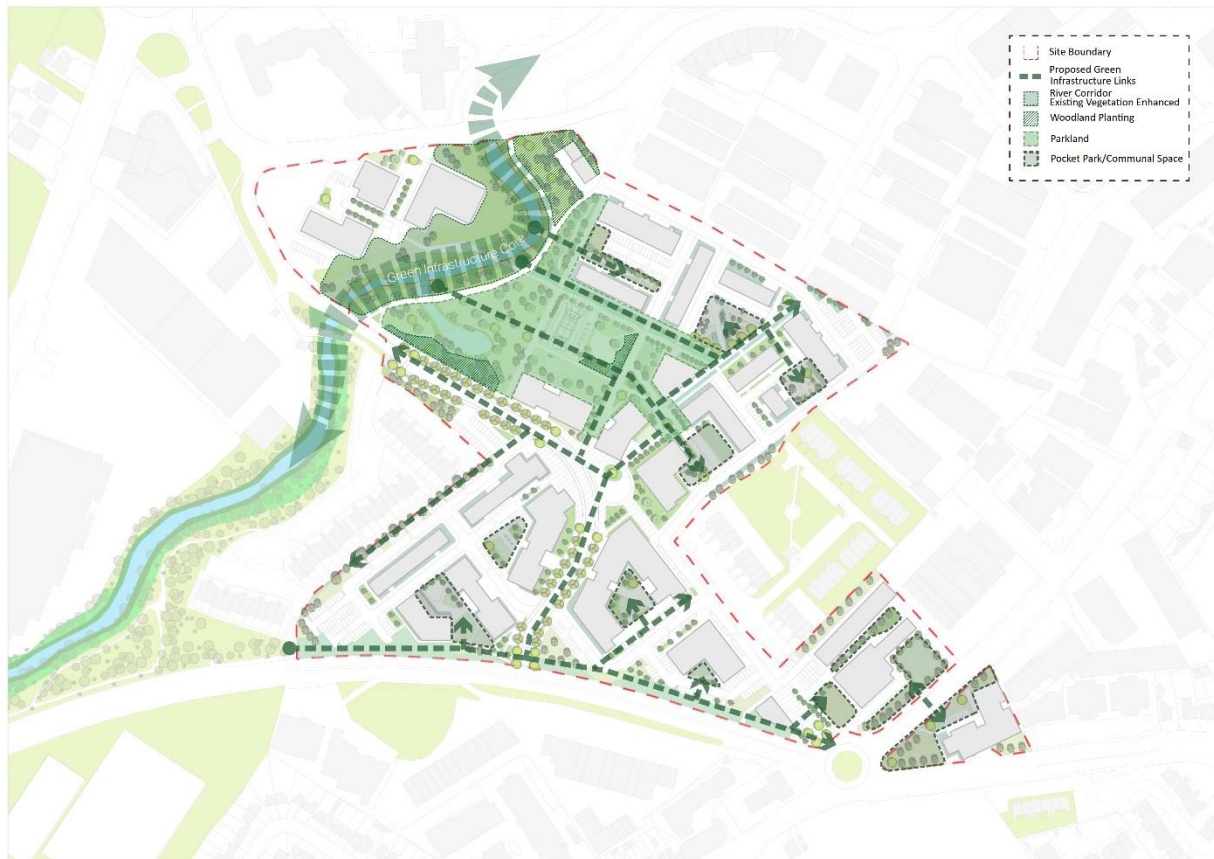 Site Boundary
Proposed Green
Infrastructure Links
River Corridor
Existing Vegetation Enhanced
Woodland Planting
Parkland
Pocket Park/Communal Space
Green Infrastructure Core